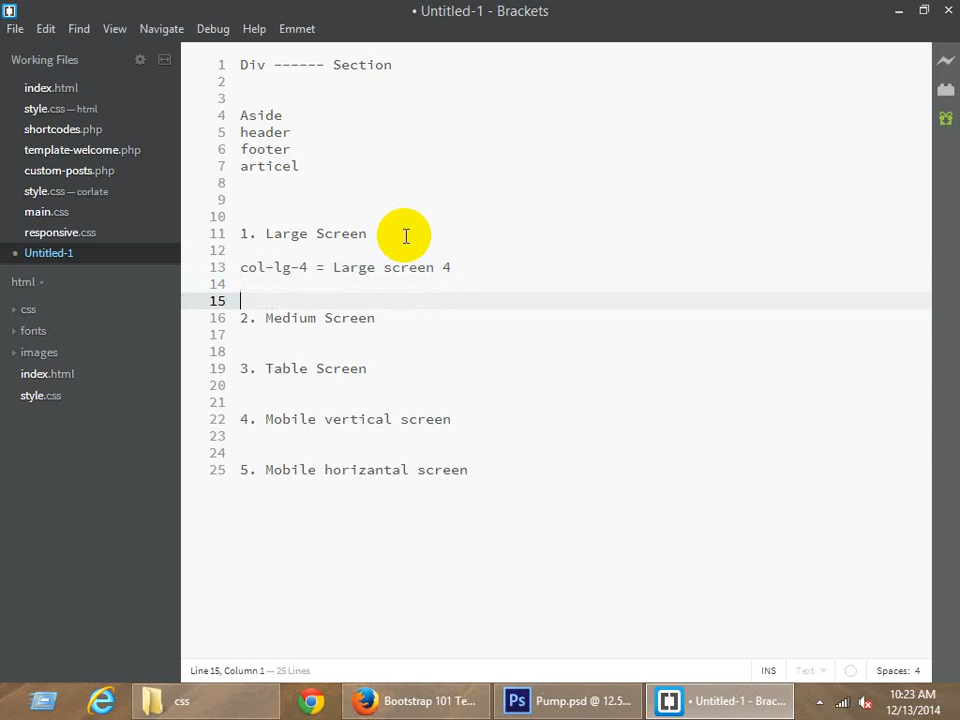 • Untitled-1 - Brackets
File Edit Find View Navigate Debug Help Emmet
Working Files
index.html
style.css — html
shortcodes.php
template-welcome.php
custom-posts.php
style.css — corlate
main.css
responsive.css
• Untitled-1
html
css
fonts
images
index.html
style.css
1 Div ------ Section
2
3
4 Aside
5 header
6 footer
7 articel
8
9
10
11 1. Large Screen
12
13 col-lg-4 = Large screen 4
14
15
16 2. Medium Screen
17
18
19 3. Table Screen
20
21
22 4. Mobile vertical screen
23
24
25 5. Mobile horizantal screen
Line 15, Column 1 — 25 Lines
INS Text Spaces: 4
css
Bootstrap 101 Te...
Ps Pump.psd @ 12.5...
• Untitled-1 - Brac...
10:23 AM
12/13/2014